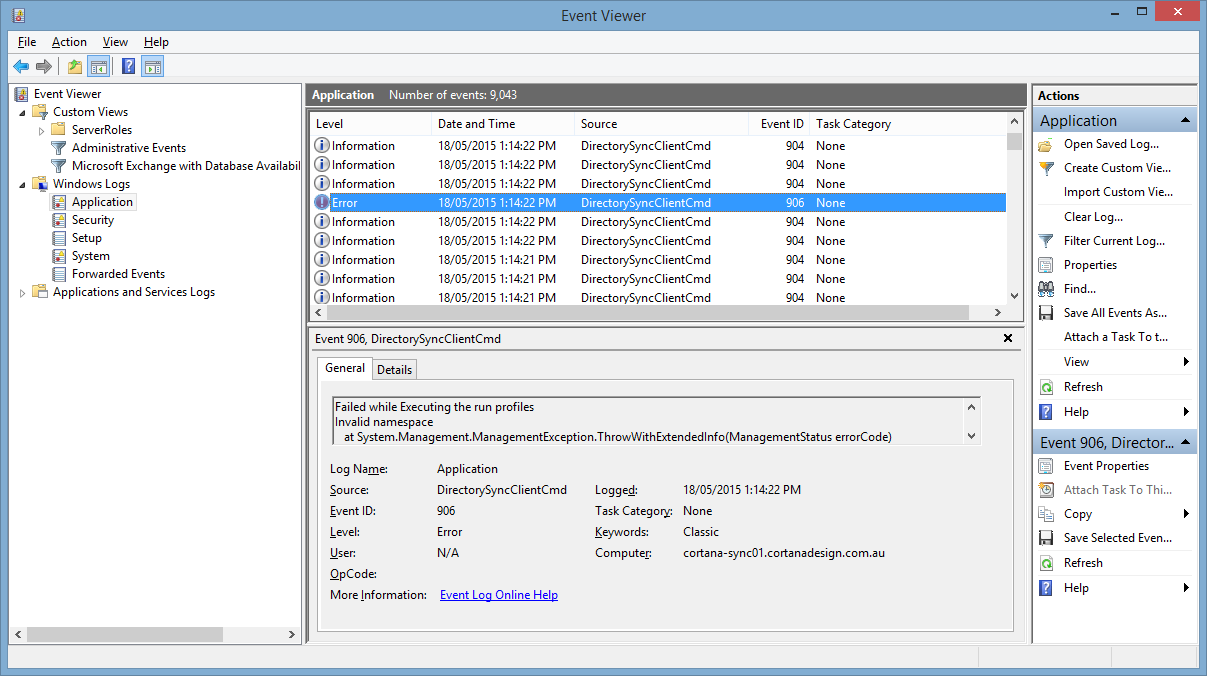 Event Viewer
File Action View Help
Event Viewer
Custom Views
ServerRoles
Administrative Events
Microsoft Exchange with Database Availabil
Windows Logs
Application
Security
Setup
System
Forwarded Events
Applications and Services Logs
Application Number of events: 9,043
Level Date and Time Source Event ID Task Category
Information 18/05/2015 1:14:22 PM DirectorySyncClientCmd 904 None
Information 18/05/2015 1:14:22 PM DirectorySyncClientCmd 904 None
Information 18/05/2015 1:14:22 PM DirectorySyncClientCmd 904 None
Error 18/05/2015 1:14:22 PM DirectorySyncClientCmd 906 None
Information 18/05/2015 1:14:22 PM DirectorySyncClientCmd 904 None
Information 18/05/2015 1:14:22 PM DirectorySyncClientCmd 904 None
Information 18/05/2015 1:14:21 PM DirectorySyncClientCmd 904 None
Information 18/05/2015 1:14:21 PM DirectorySyncClientCmd 904 None
Information 18/05/2015 1:14:21 PM DirectorySyncClientCmd 904 None
Event 906, DirectorySyncClientCmd
General Details
Failed while Executing the run profiles
Invalid namespace
at System.Management.ManagementException.ThrowWithExtendedInfo(ManagementStatus errorCode)
Log Name: Application
Source: DirectorySyncClientCmd Logged: 18/05/2015 1:14:22 PM
Event ID: 906 Task Category: None
Level: Error Keywords: Classic
User: N/A Computer: cortana-sync01.cortanadesign.com.au
OpCode:
More Information: Event Log Online Help
Actions
Application
Open Saved Log...
Create Custom Vie...
Import Custom Vie...
Clear Log...
Filter Current Log...
Properties
Find...
Save All Events As...
Attach a Task To t...
View
Refresh
Help
Event 906, Director...
Event Properties
Attach Task To Thi...
Copy
Save Selected Even...
Refresh
Help